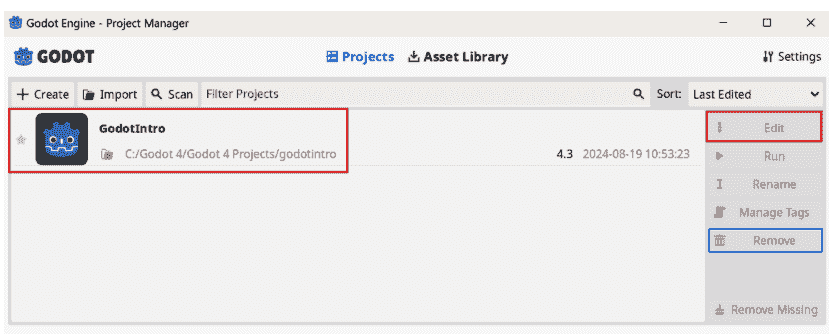 Godot Engine - Project Manager
GODOT Projects Asset Library Settings
Create Import Scan Filter Projects Sort: Last Edited
GodotIntro
C:/Godot 4/Godot 4 Projects/godotintro 4.3 2024-08-19 10:53:23
Edit
Run
Rename
Manage Tags
Remove
Remove Missing